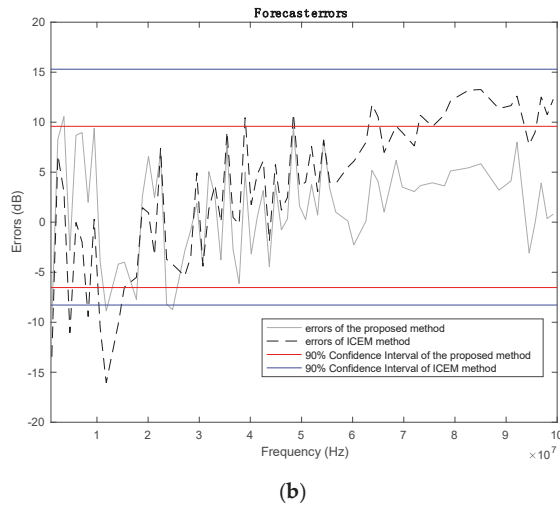 Forecasterrors
Errors (dB)
20
15
10
5
0
-5
-10
-15
-20
errors of the proposed method
errors of ICEM method
90% Confidence Interval of the proposed method
90% Confidence Interval of ICEM method
1 2 3 4 5 6 7 8 9 10
Frequency (Hz)
×10⁷
(b)